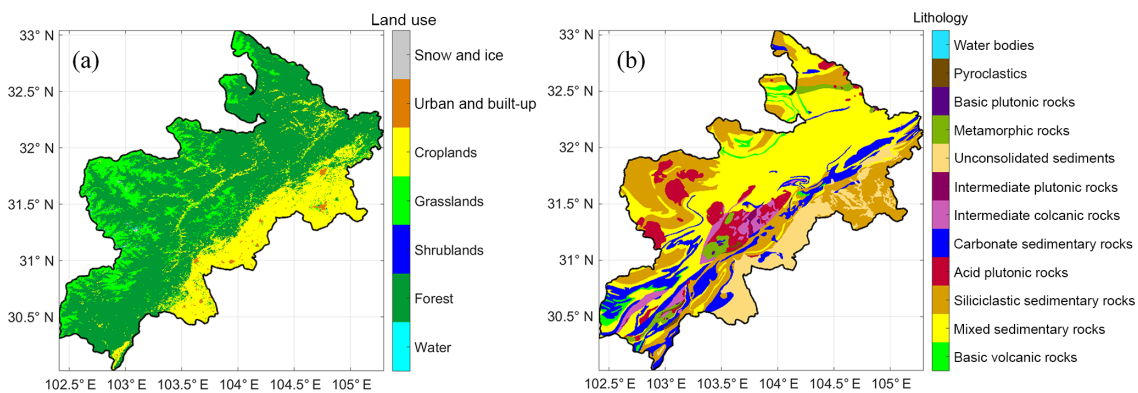 Land use
(a)
33° N
32.5° N
32° N
31.5° N
31° N
30.5° N
102.5° E
103° E
103.5° E
104° E
104.5° E
105° E
Snow and ice
Urban and built-up
Croplands
Grasslands
Shrublands
Forest
Water
Lithology
(b)
33° N
32.5° N
32° N
31.5° N
31° N
30.5° N
102.5° E
103° E
103.5° E
104° E
104.5° E
105° E
Water bodies
Pyroclastics
Basic plutonic rocks
Metamorphic rocks
Unconsolidated sediments
Intermediate plutonic rocks
Intermediate colcanic rocks
Carbonate sedimentary rocks
Acid plutonic rocks
Siliciclastic sedimentary rocks
Mixed sedimentary rocks
Basic volcanic rocks